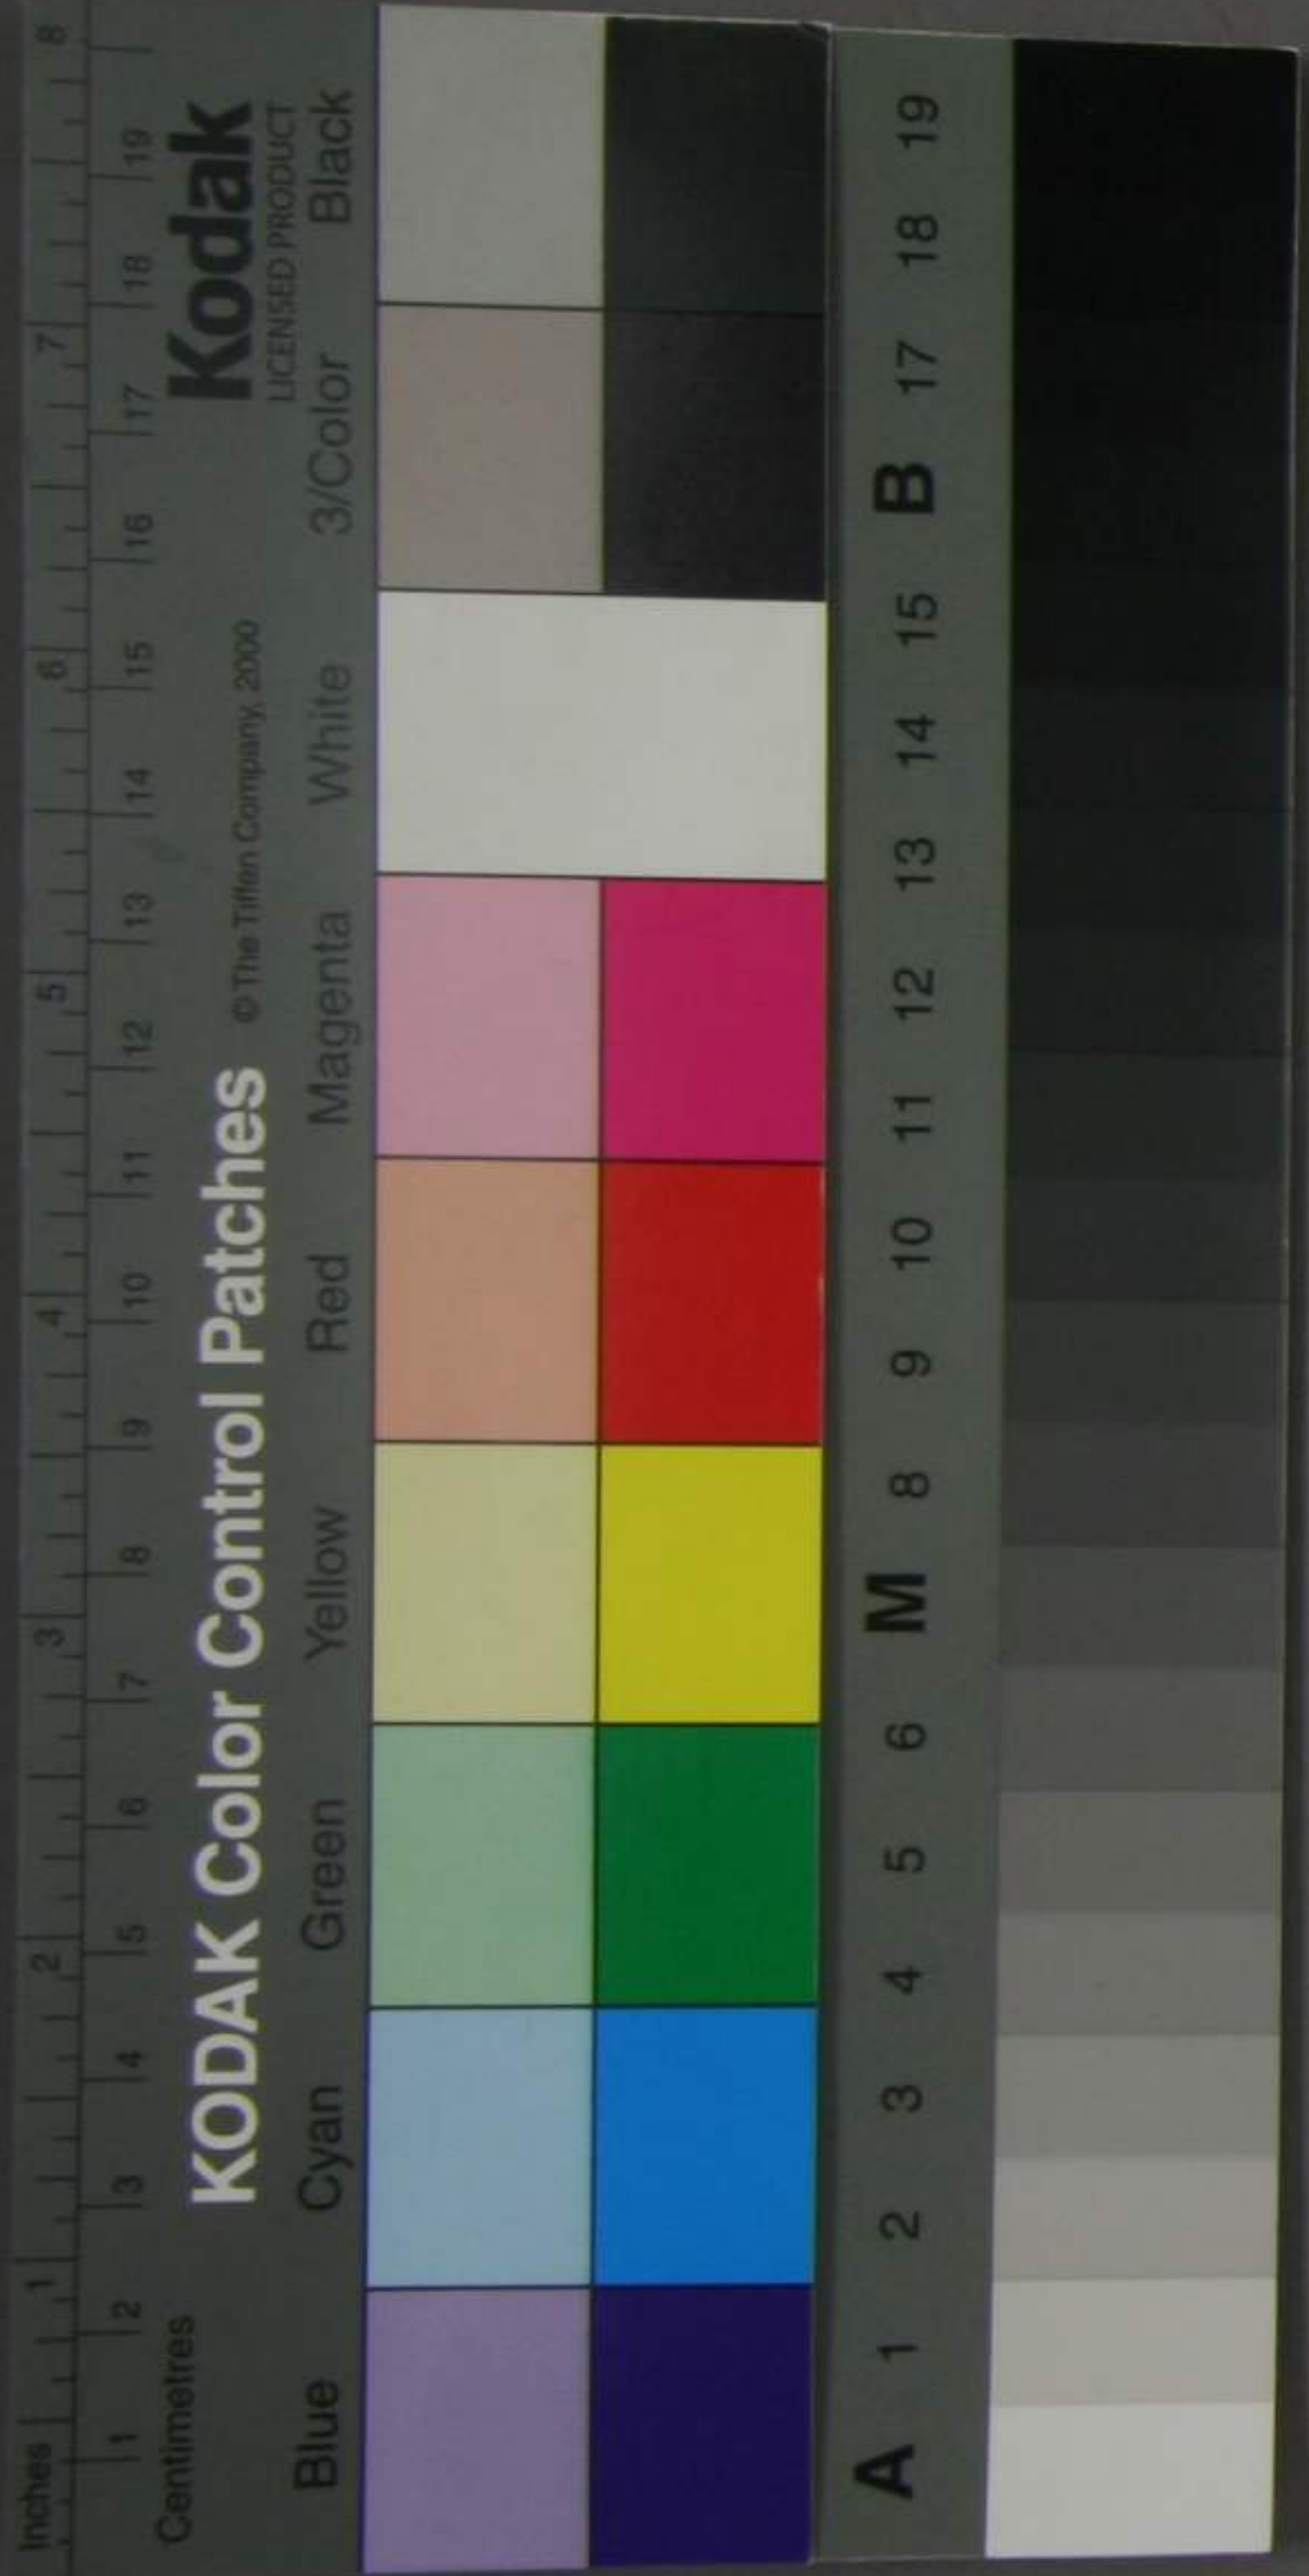 Inches 1 2 3 4 5 6 7 8
Centimetres 1 2 3 4 5 6 7 8 9 10 11 12 13 14 15 16 17 18 19
KODAK Color Control Patches © The Tiffen Company, 2000 Kodak
LICENSED PRODUCT
Blue Cyan Green Yellow Red Magenta White 3/Color Black
A 1 2 3 4 5 6 M 8 9 10 11 12 13 14 15 B 17 18 19